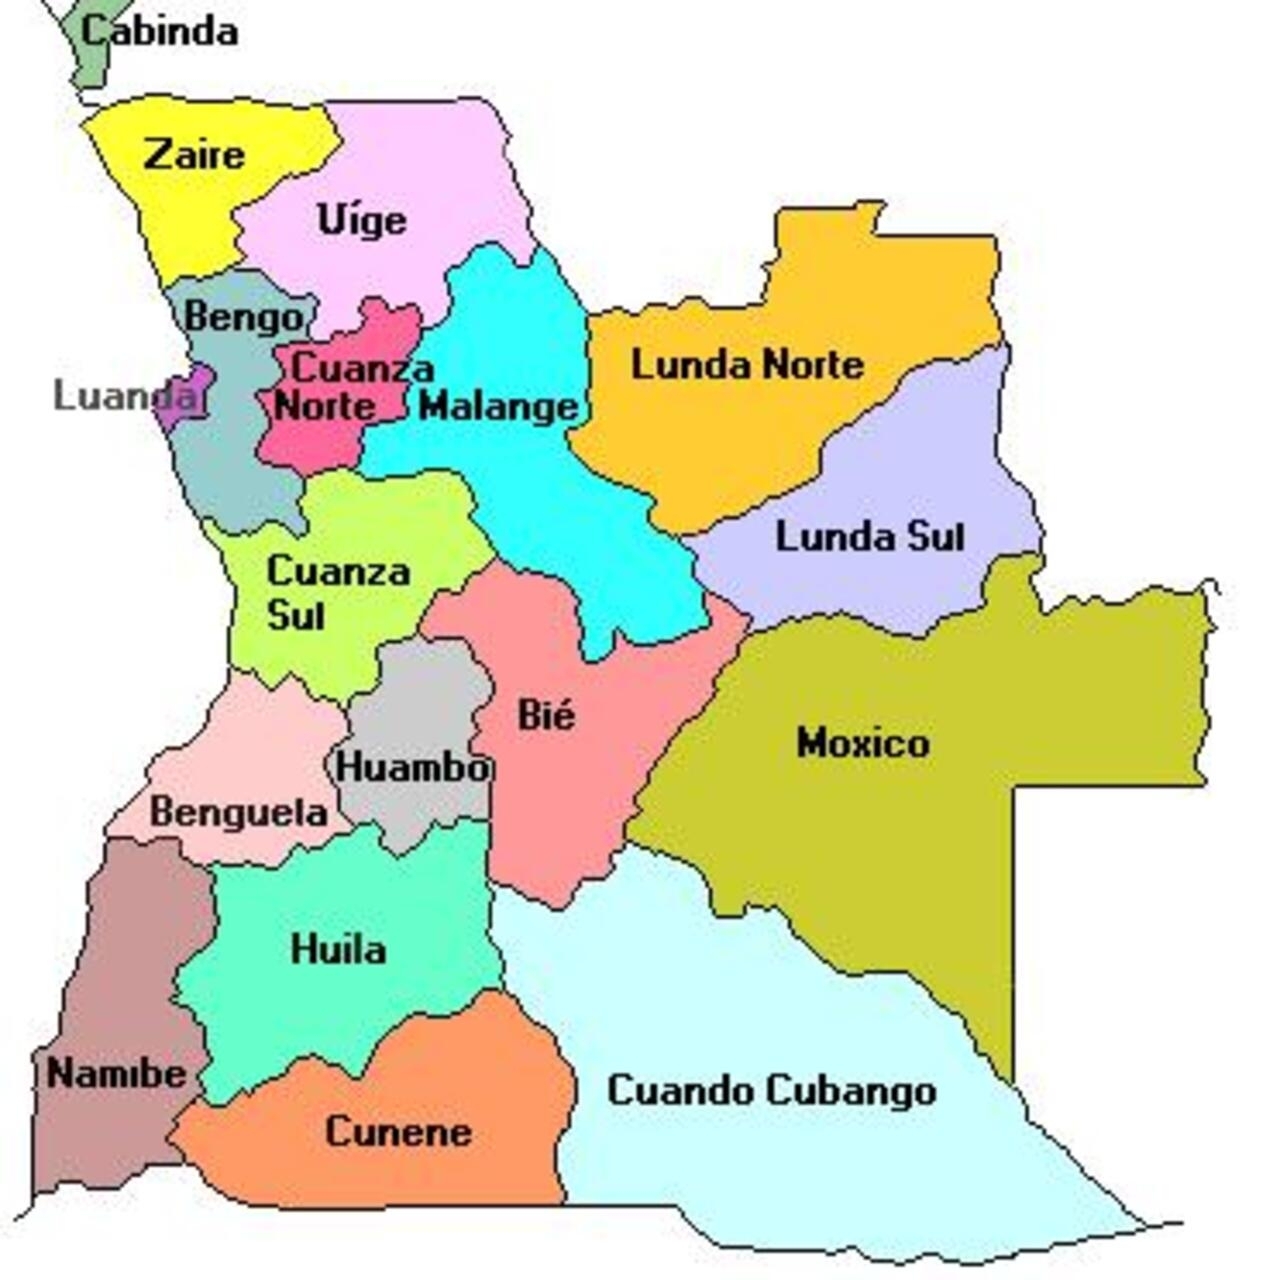 Cabinda
Zaire
Uíge
Bengo
Luanda
Cuanza
Norte
Malange
Lunda Norte
Lunda Sul
Cuanza
Sul
Bié
Moxico
Huambo
Benguela
Huila
Namibe
Cunene
Cuando Cubango